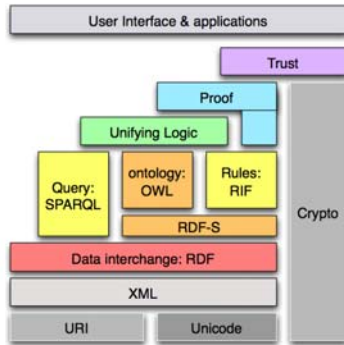 User Interface & applications
Trust
Proof
Unifying Logic
Query:
SPARQL
ontology:
OWL
Rules:
RIF
Crypto
RDF-S
Data interchange: RDF
XML
URI
Unicode